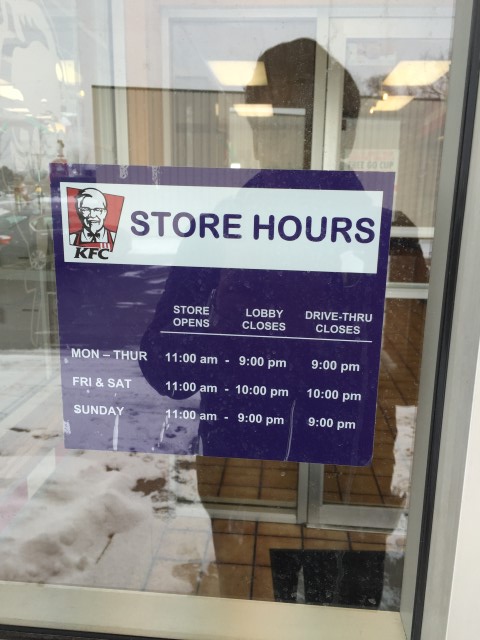 KFC
STORE HOURS
STORE OPENS LOBBY CLOSES DRIVE-THRU CLOSES
MON – THUR 11:00 am - 9:00 pm 9:00 pm
FRI & SAT 11:00 am - 10:00 pm 10:00 pm
SUNDAY 11:00 am - 9:00 pm 9:00 pm